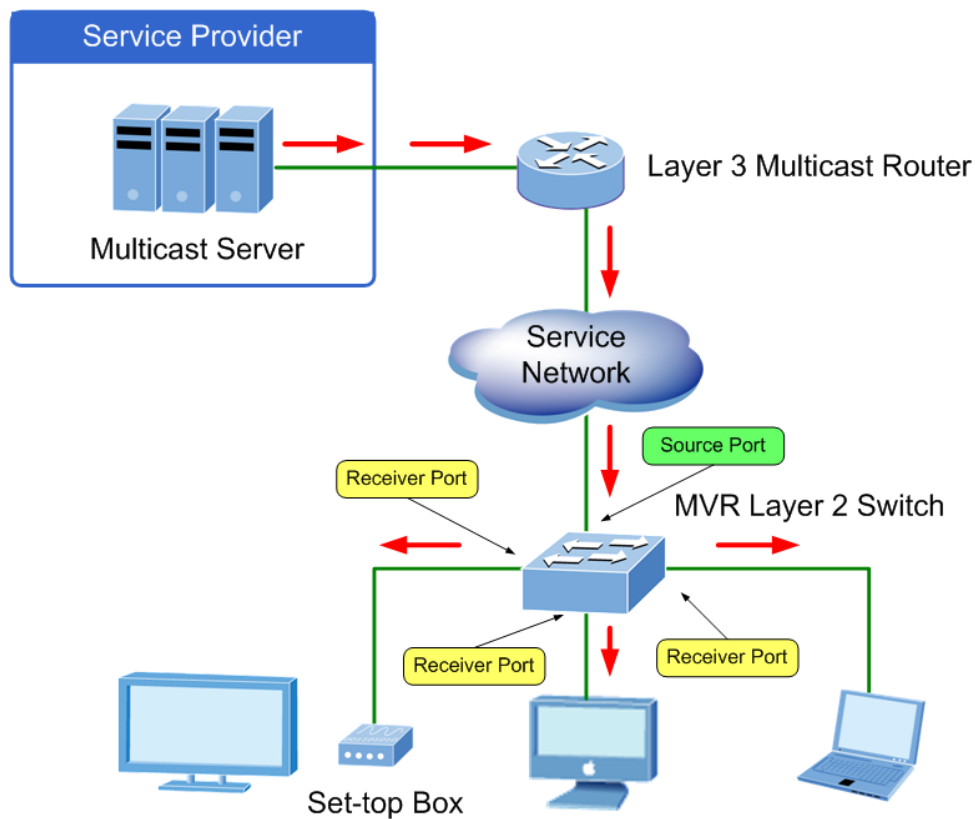 Service Provider
Multicast Server
Layer 3 Multicast Router
Service
Network
Source Port
Receiver Port
MVR Layer 2 Switch
Receiver Port
Receiver Port
Set-top Box